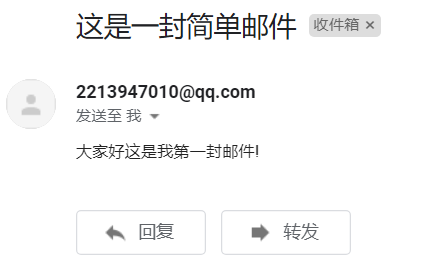 这是一封简单邮件 收件箱 ×
2213947010@qq.com
发送至 我
大家好这是我第一封邮件!
回复 转发